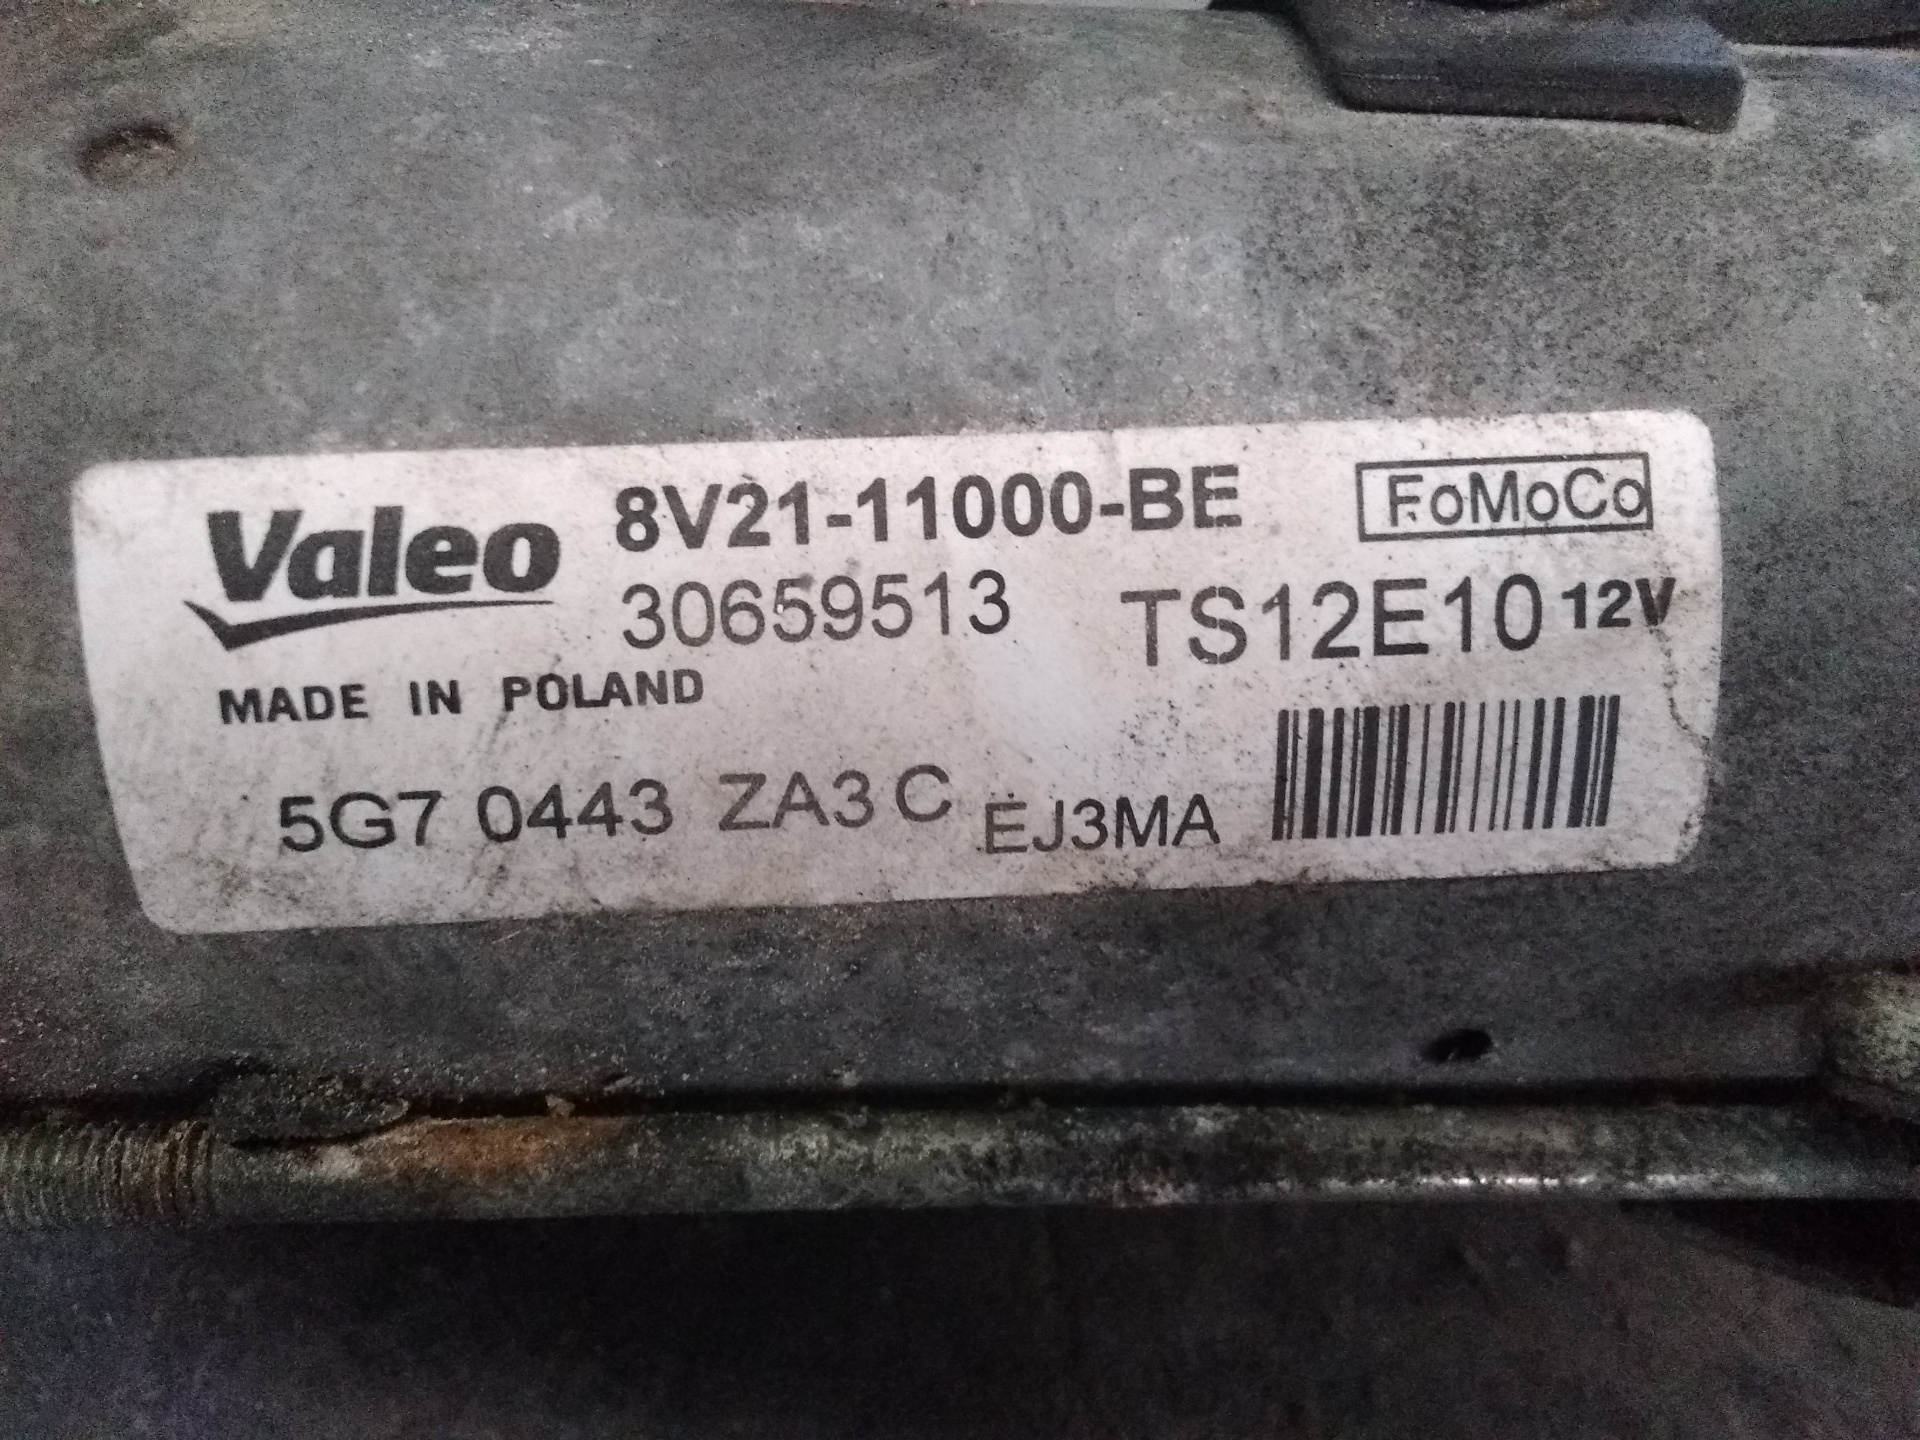 Valeo 8V21-11000-BE FoMoCo
30659513 TS12E10 12V
MADE IN POLAND
5G7 0443 ZA3 C EJ3MA